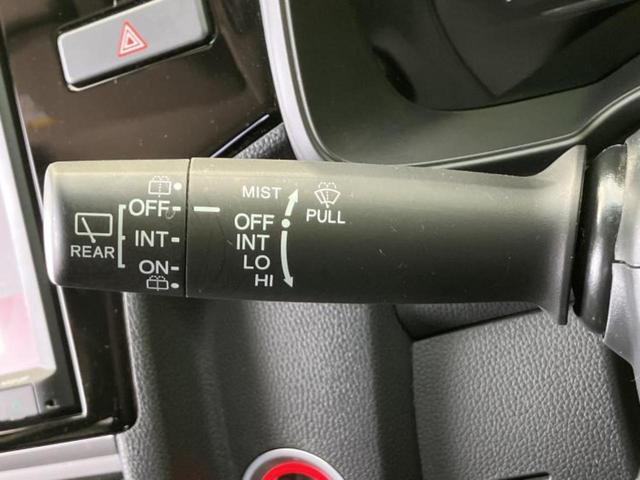 MIST
OFF
OFF
PULL
INT
INT
REAR
LO
ON
HI